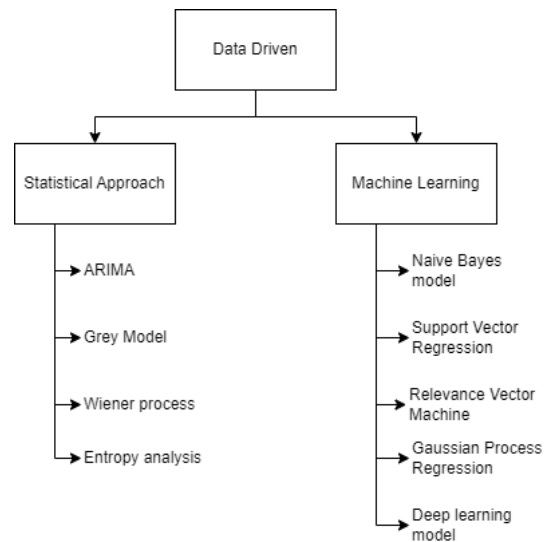 Data Driven
Statistical Approach
Machine Learning
ARIMA
Grey Model
Wiener process
Entropy analysis
Naive Bayes
model
Support Vector
Regression
Relevance Vector
Machine
Gaussian Process
Regression
Deep learning
model